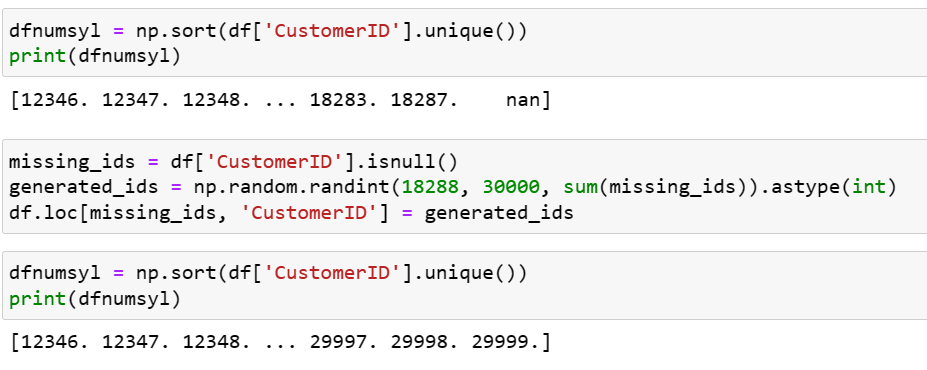 dfnumsyl = np.sort(df['CustomerID'].unique())
print(dfnumsyl)
[12346. 12347. 12348. ... 18283. 18287.    nan]
missing_ids = df['CustomerID'].isnull()
generated_ids = np.random.randint(18288, 30000, sum(missing_ids)).astype(int)
df.loc[missing_ids, 'CustomerID'] = generated_ids
dfnumsyl = np.sort(df['CustomerID'].unique())
print(dfnumsyl)
[12346. 12347. 12348. ... 29997. 29998. 29999.]